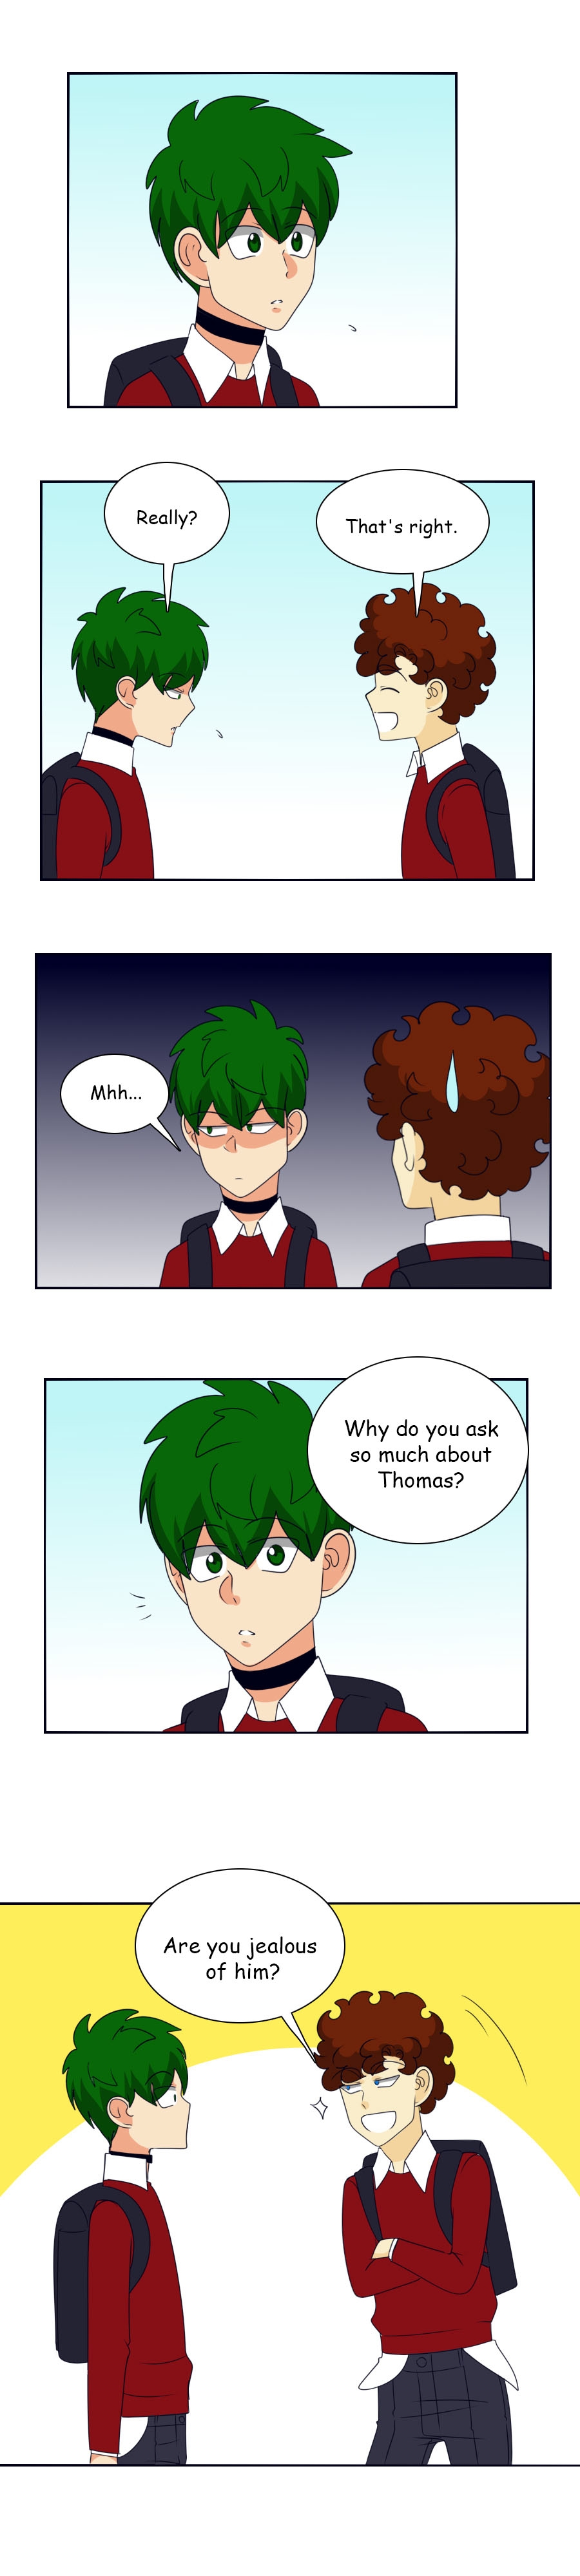 Really?
That's right.
Mhh...
Why do you ask
so much about
Thomas?
Are you jealous
of him?